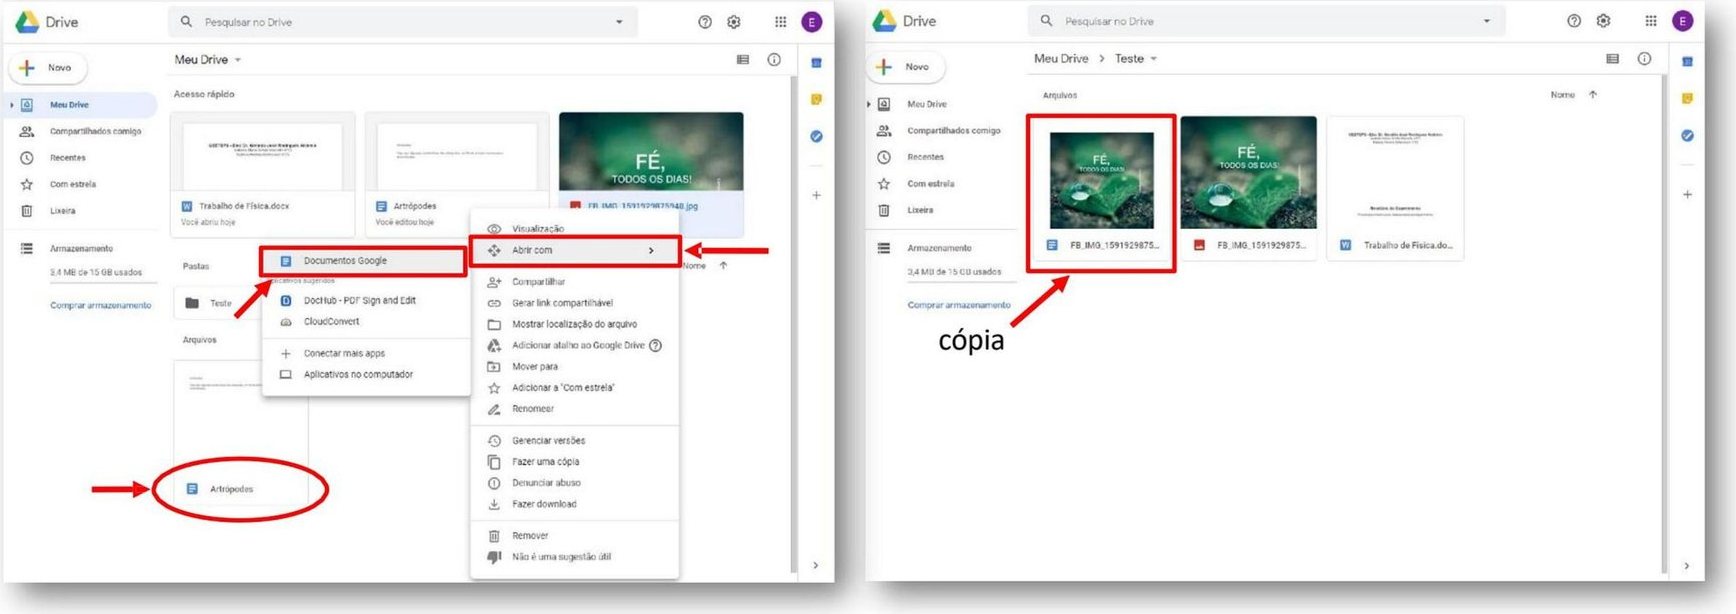 Drive
Pesquisar no Drive
E
Novo
Meu Drive
Meu Drive
Compartilhados comigo
Recentes
Com estrela
Lixeira
Armazenamento
3,4 MB de 15 GB usados
Comprar armazenamento
Acesso rápido
Trabalho de Física.docx
Você abriu hoje
Artrópodes
Você editou hoje
FÉ,
TODOS OS DIAS!
FB_IMG_1591929875948.jpg
Pastas
Nome
Teste
Arquivos
Artrópodes
Visualização
Abrir com
Compartilhar
Gerar link compartilhável
Mostrar localização do arquivo
Adicionar atalho ao Google Drive
Mover para
Adicionar a "Com estrela"
Renomear
Gerenciar versões
Fazer uma cópia
Denunciar abuso
Fazer download
Remover
Não é uma sugestão útil
Documentos Google
DocHub - PDF Sign and Edit
CloudConvert
Conectar mais apps
Aplicativos no computador
Drive
Pesquisar no Drive
E
Novo
Meu Drive > Teste
Meu Drive
Compartilhados comigo
Recentes
Com estrela
Lixeira
Armazenamento
3,4 MB de 15 GB usados
Comprar armazenamento
Arquivos
Nome
FÉ,
TODOS OS DIAS!
FB_IMG_1591929875...
FÉ,
TODOS OS DIAS!
FB_IMG_1591929875...
Trabalho de Física.do...
cópia